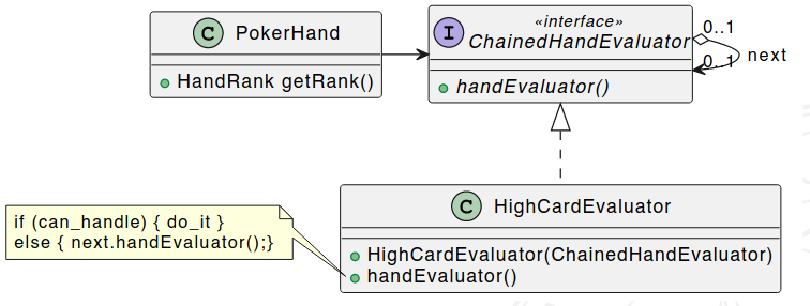 C PokerHand
HandRank getRank()
«interface»
I ChainedHandEvaluator
handEvaluator()
0..1
0..1
next
C HighCardEvaluator
HighCardEvaluator(ChainedHandEvaluator)
handEvaluator()
if (can_handle) { do_it }
else { next.handEvaluator();}